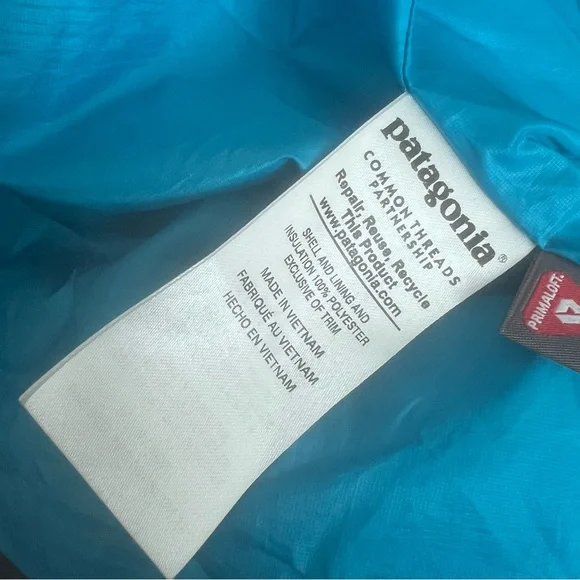 patagonia®
COMMON THREADS
PARTNERSHIP
Repair, Reuse, Recycle
This Product
www.patagonia.com
SHELL AND LINING AND
INSULATION 100% POLYESTER
EXCLUSIVE OF TRIM
MADE IN VIETNAM
FABRIQUÉ AU VIETNAM
HECHO EN VIETNAM
PRIMALOFT